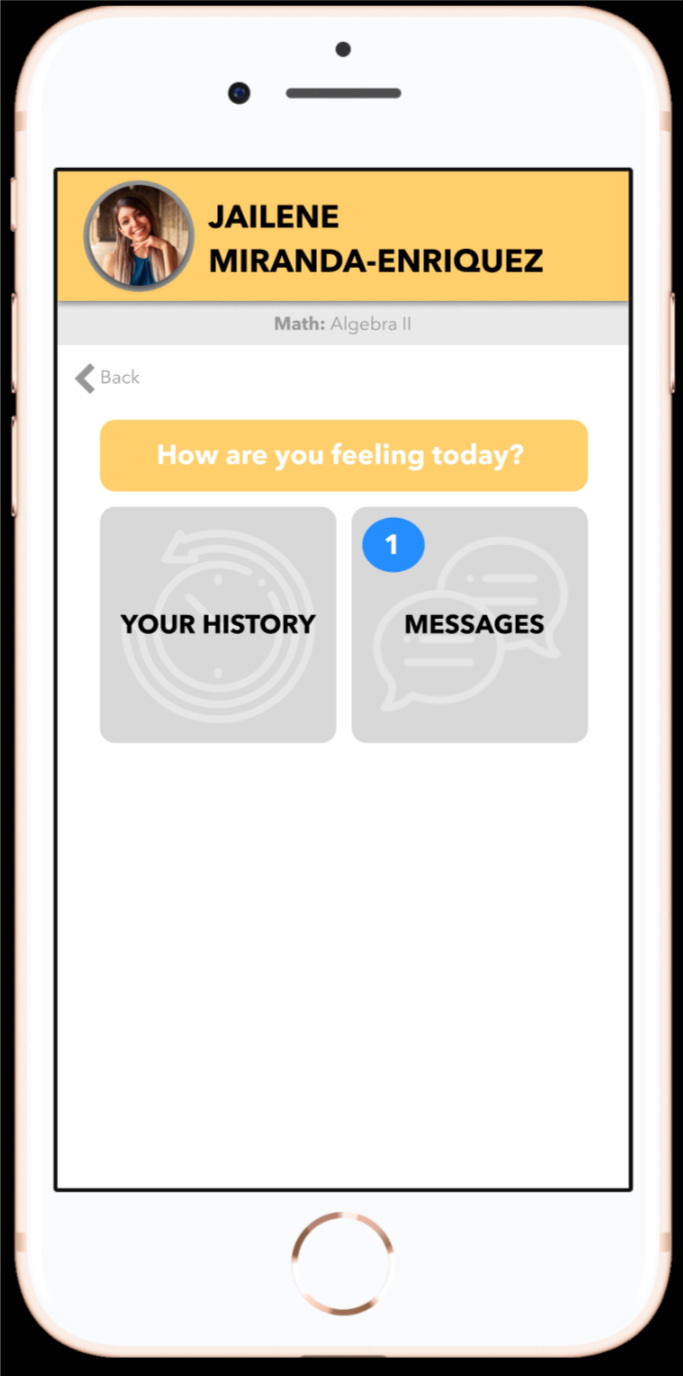 JAILENE
MIRANDA-ENRIQUEZ
Math: Algebra II
Back
How are you feeling today?
YOUR HISTORY
1
MESSAGES